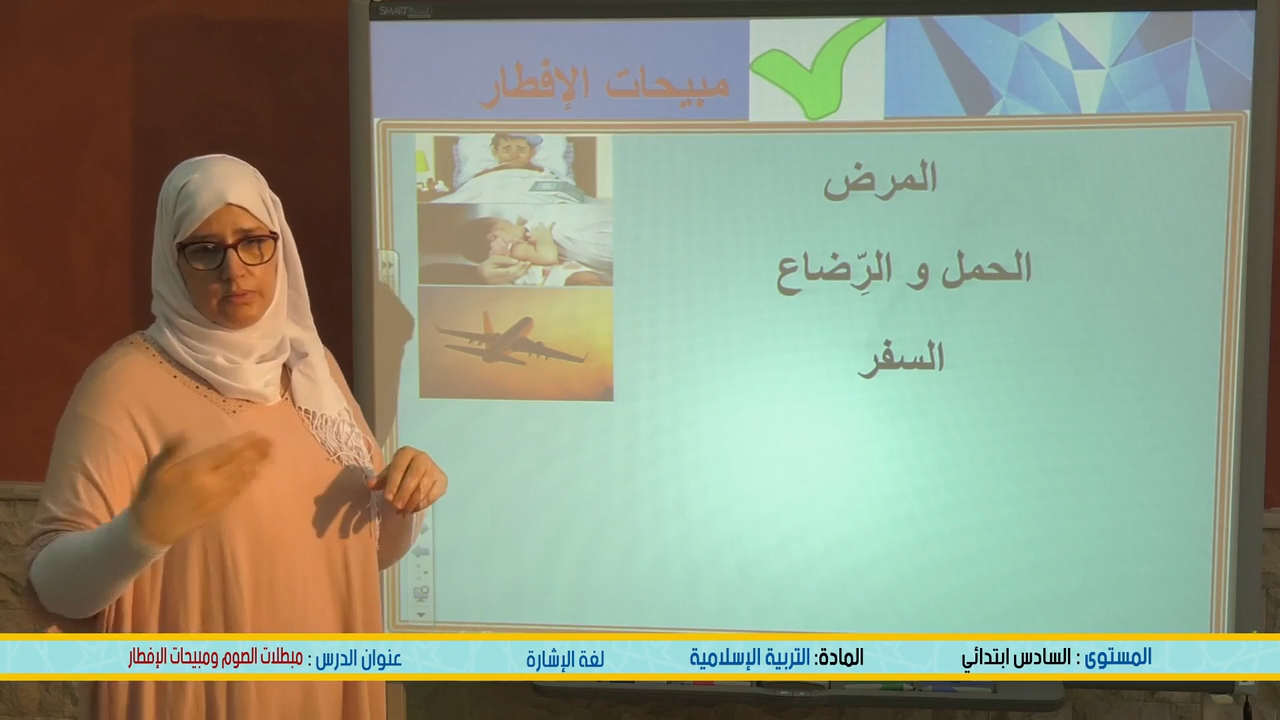 SMART
مبيحات الإفطار
المرض
الحمل و الرِّضاع
السفر
المستوى : السادس ابتدائي
المادة: التربية الإسلامية
لغة الإشارة
عنوان الدرس : مبطلات الصوم ومبيحات الإفطار